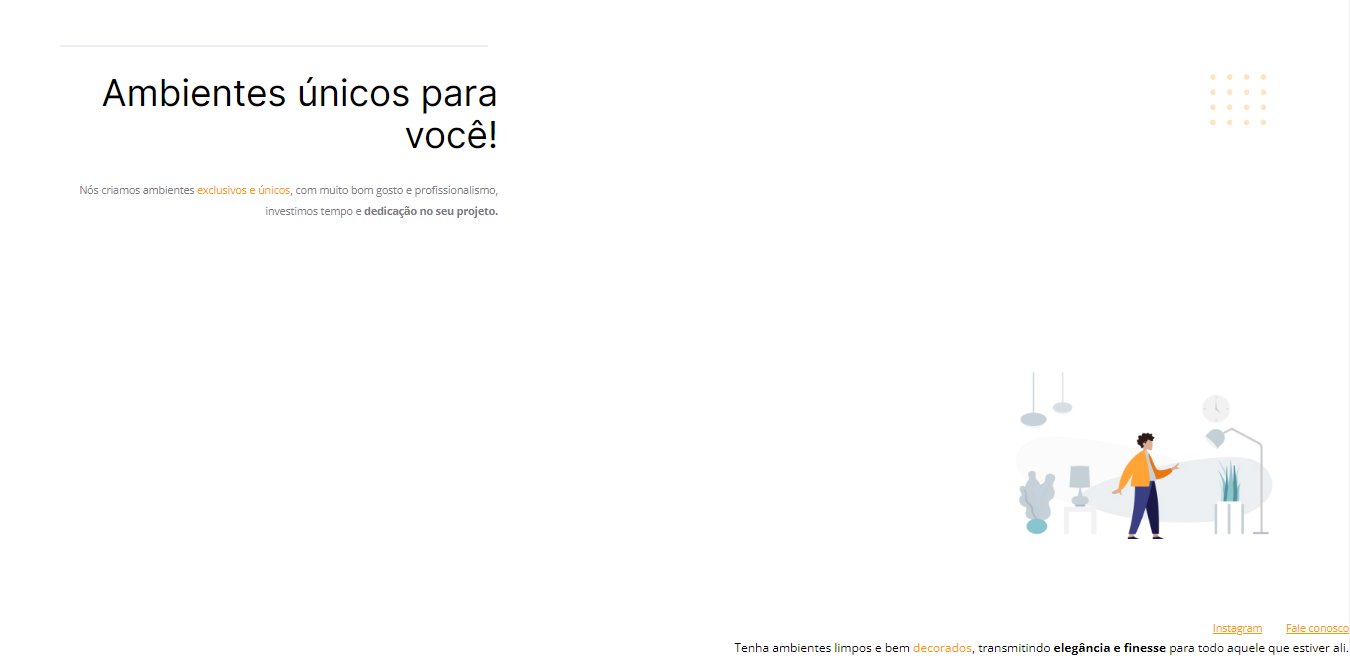 Ambientes únicos para
você!
Nós criamos ambientes exclusivos e únicos, com muito bom gosto e profissionalismo,
investimos tempo e dedicação no seu projeto.
Instagram Fale conosco
Tenha ambientes limpos e bem decorados, transmitindo elegância e finesse para todo aquele que estiver ali.